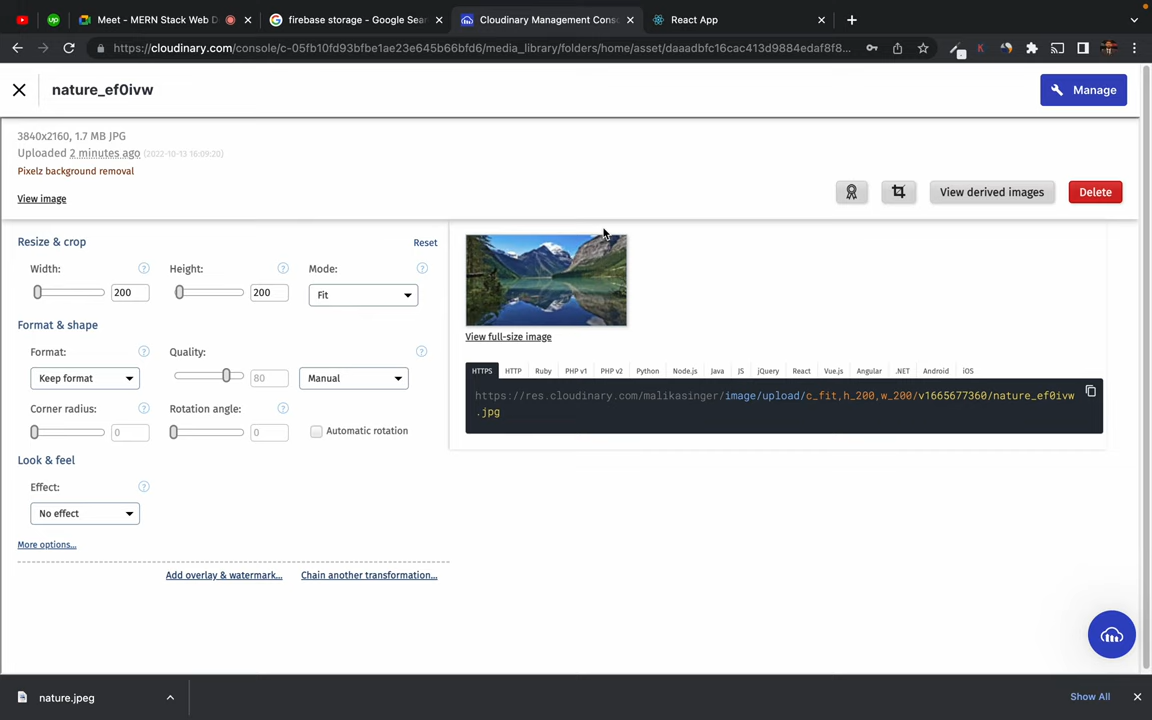 Meet - MERN Stack Web D
firebase storage - Google Sear
Cloudinary Management Cons
React App
https://cloudinary.com/console/c-05fb10fd93bfbe1ae23e645b66bfd6/media_library/folders/home/asset/daaadbfc16cac413d9884edaf8f8...
nature_ef0ivw
Manage
3840x2160, 1.7 MB JPG
Uploaded 2 minutes ago (2022-10-13 16:09:20)
Pixelz background removal
View image
View derived images
Delete
Resize & crop
Reset
Width:
?
Height:
?
Mode:
?
200
200
Fit
Format & shape
Format:
?
Quality:
?
Keep format
80
Manual
Corner radius:
?
Rotation angle:
?
0
0
Automatic rotation
Look & feel
Effect:
?
No effect
More options...
Add overlay & watermark...
Chain another transformation...
View full-size image
HTTPS HTTP Ruby PHP v1 PHP v2 Python Node.js Java JS jQuery React Vue.js Angular .NET Android iOS
https://res.cloudinary.com/malikasinger/image/upload/c_fit,h_200,w_200/v1665677360/nature_ef0ivw
.jpg
nature.jpeg
Show All